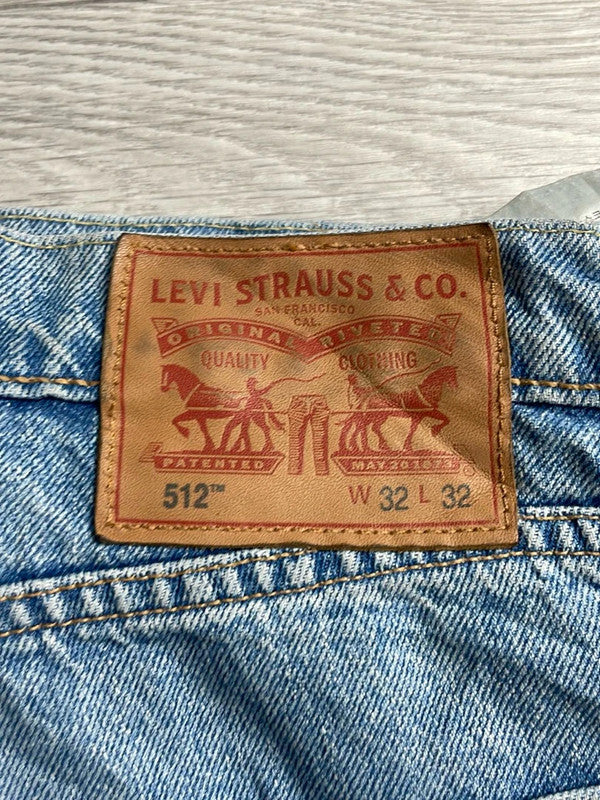 LEVI STRAUSS & CO.
SAN FRANCISCO
CAL.
ORIGINAL RIVETED
QUALITY CLOTHING
PATENTED MAY 20 1873
512™ W 32 L 32